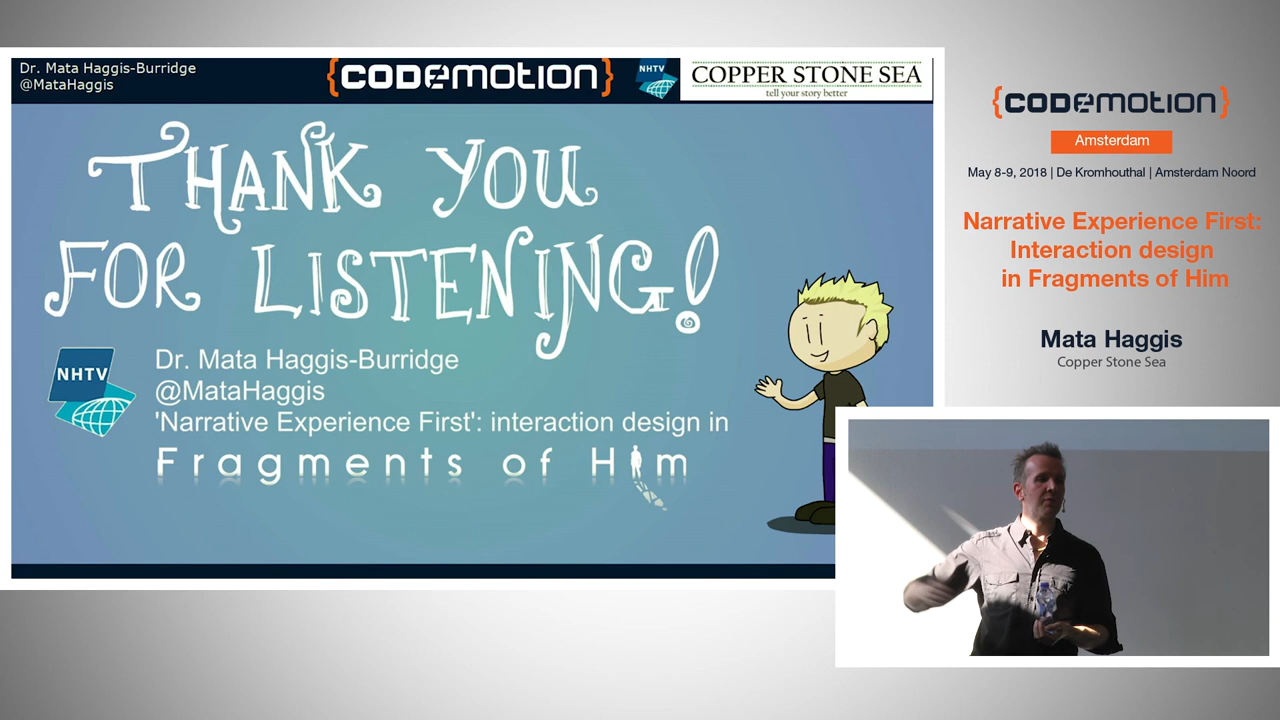 Dr. Mata Haggis-Burridge
@MataHaggis
{CODEMOTION}
NHTV
COPPER STONE SEA
tell your story better
THANK YOU
FOR LISTENING!
NHTV
Dr. Mata Haggis-Burridge
@MataHaggis
'Narrative Experience First': interaction design in
Fragments of Him
{CODEMOTION}
Amsterdam
May 8-9, 2018 | De Kromhouthal | Amsterdam Noord
Narrative Experience First:
Interaction design
in Fragments of Him
Mata Haggis
Copper Stone Sea